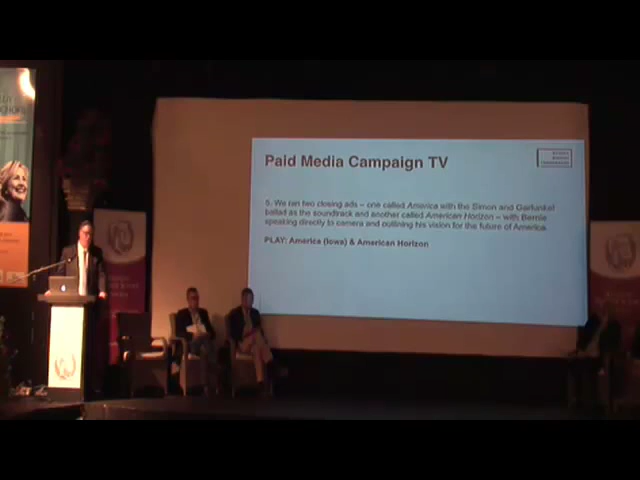 Paid Media Campaign TV
5. We ran two closing ads – one called America with the Simon and Garfunkel
ballad as the soundtrack and another called American Horizon – with Bernie
speaking directly to camera and outlining his vision for the future of America.
PLAY: America (Iowa) & American Horizon